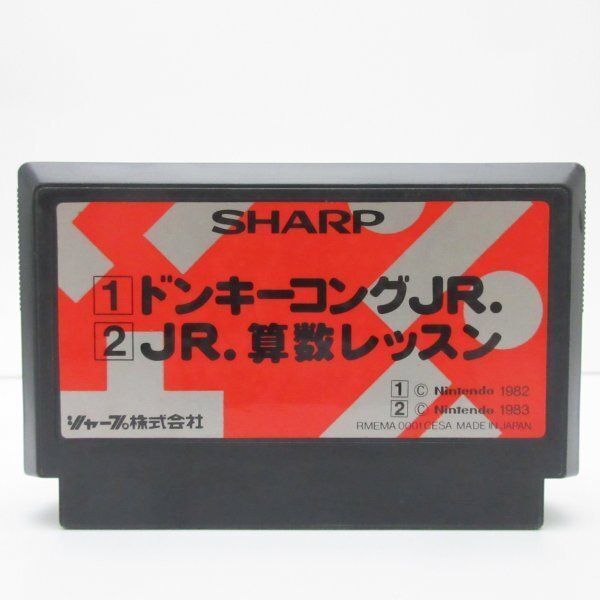 SHARP
1 ドンキーコングJR.
2 JR. 算数レッスン
1 © Nintendo 1982
2 © Nintendo 1983
シャープ株式会社
RMEMA 0001CESA MADE IN JAPAN